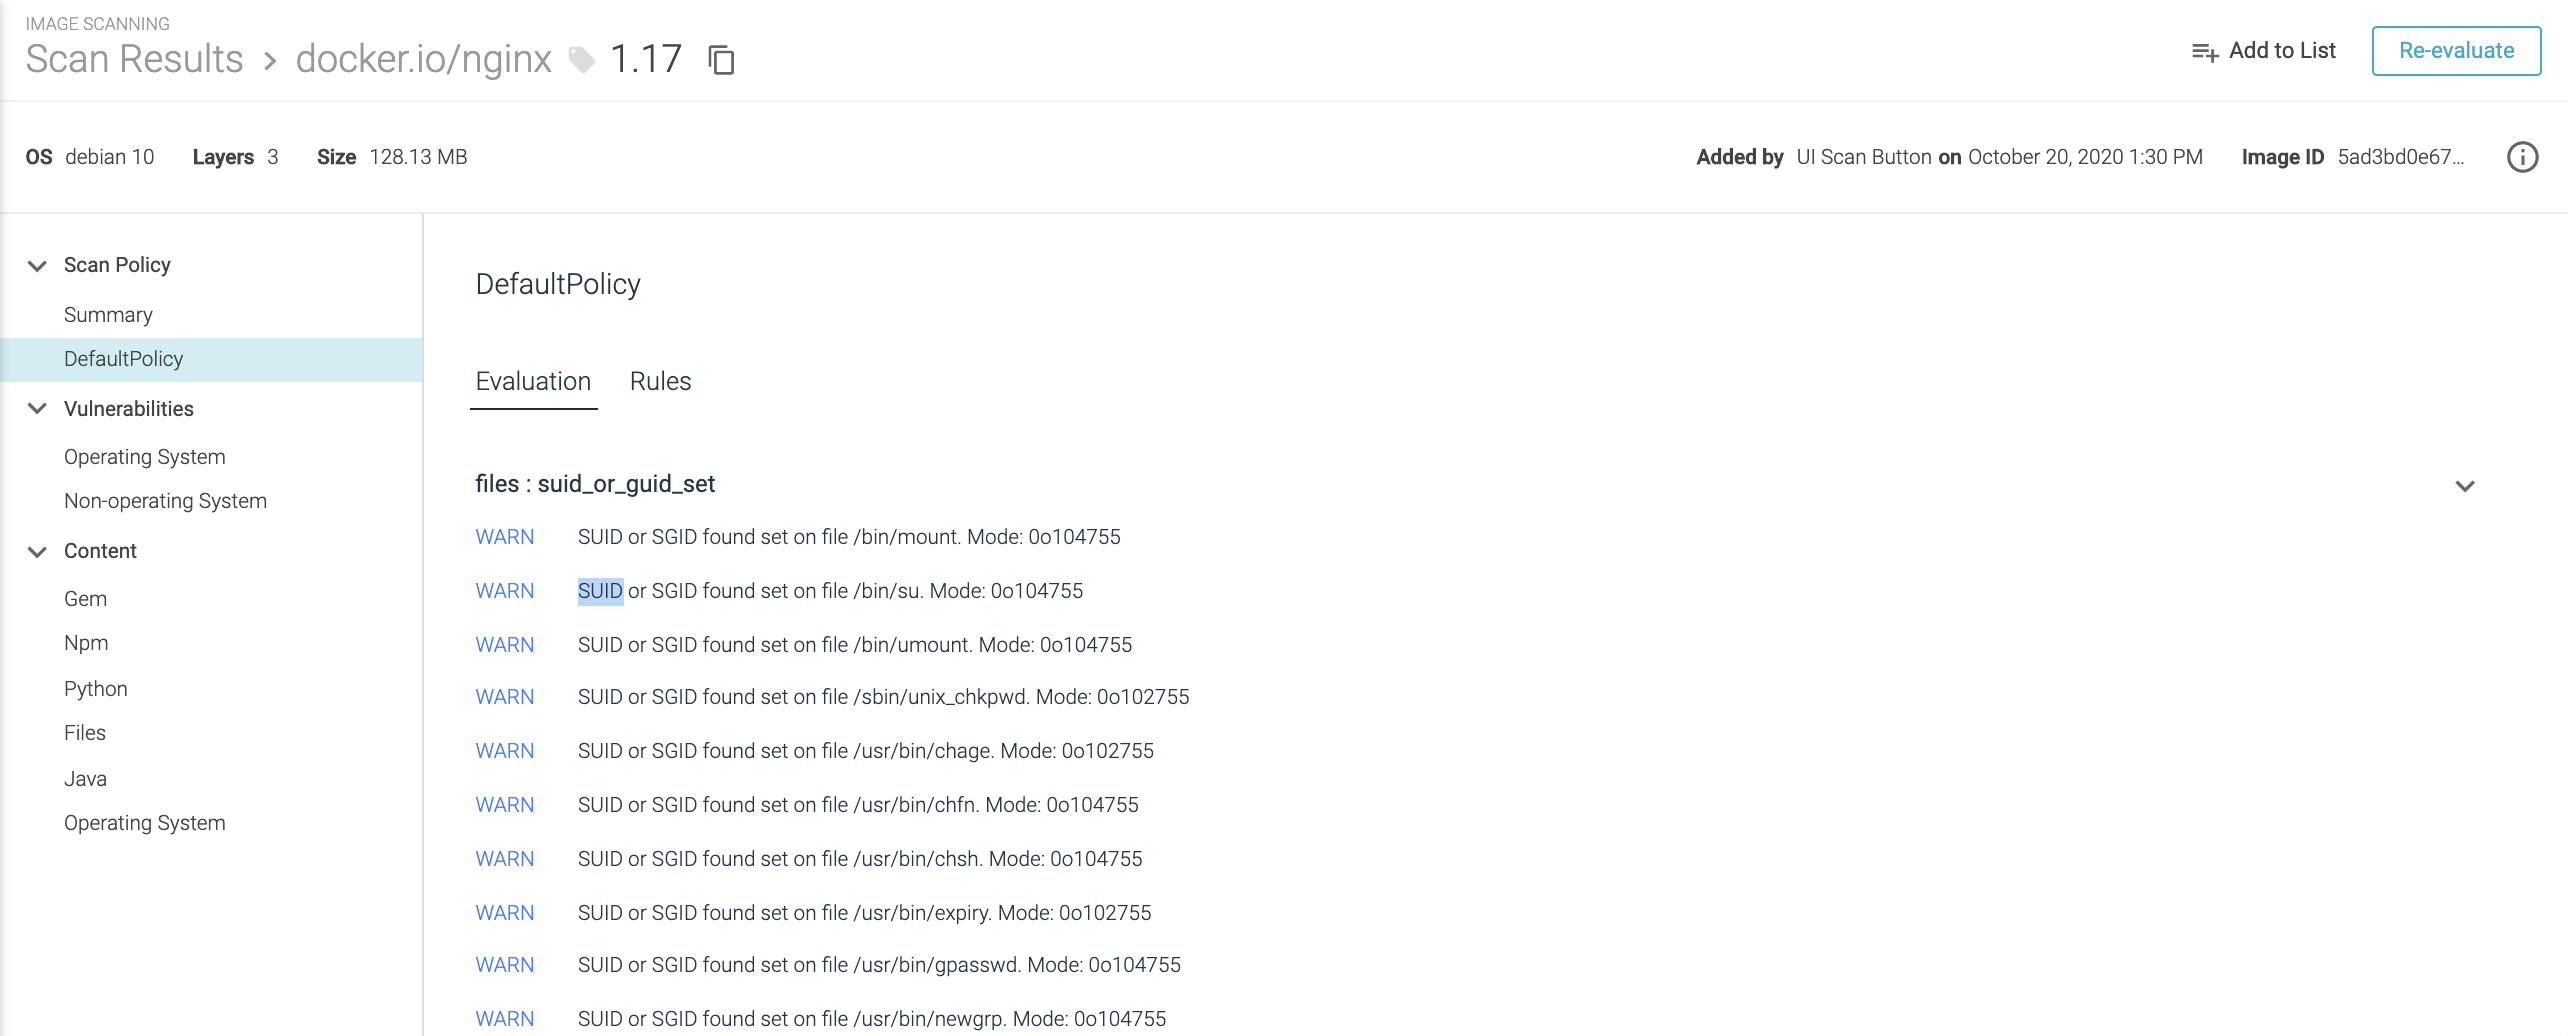 IMAGE SCANNING
Scan Results > docker.io/nginx 1.17
Add to List
Re-evaluate
OS debian 10 Layers 3 Size 128.13 MB
Added by UI Scan Button on October 20, 2020 1:30 PM Image ID 5ad3bd0e67...
Scan Policy
Summary
DefaultPolicy
Vulnerabilities
Operating System
Non-operating System
Content
Gem
Npm
Python
Files
Java
Operating System
DefaultPolicy
Evaluation Rules
files : suid_or_guid_set
WARN SUID or SGID found set on file /bin/mount. Mode: 0o104755
WARN SUID or SGID found set on file /bin/su. Mode: 0o104755
WARN SUID or SGID found set on file /bin/umount. Mode: 0o104755
WARN SUID or SGID found set on file /sbin/unix_chkpwd. Mode: 0o102755
WARN SUID or SGID found set on file /usr/bin/chage. Mode: 0o102755
WARN SUID or SGID found set on file /usr/bin/chfn. Mode: 0o104755
WARN SUID or SGID found set on file /usr/bin/chsh. Mode: 0o104755
WARN SUID or SGID found set on file /usr/bin/expiry. Mode: 0o102755
WARN SUID or SGID found set on file /usr/bin/gpasswd. Mode: 0o104755
WARN SUID or SGID found set on file /usr/bin/newgrp. Mode: 0o104755